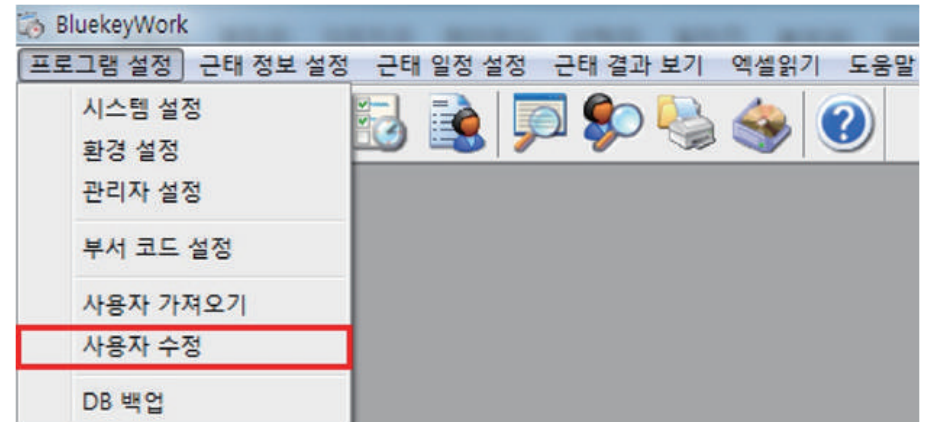 BluekeyWork
프로그램 설정 근태 정보 설정 근태 일정 설정 근태 결과 보기 엑셀읽기 도움말
시스템 설정
환경 설정
관리자 설정
부서 코드 설정
사용자 가져오기
사용자 수정
DB 백업